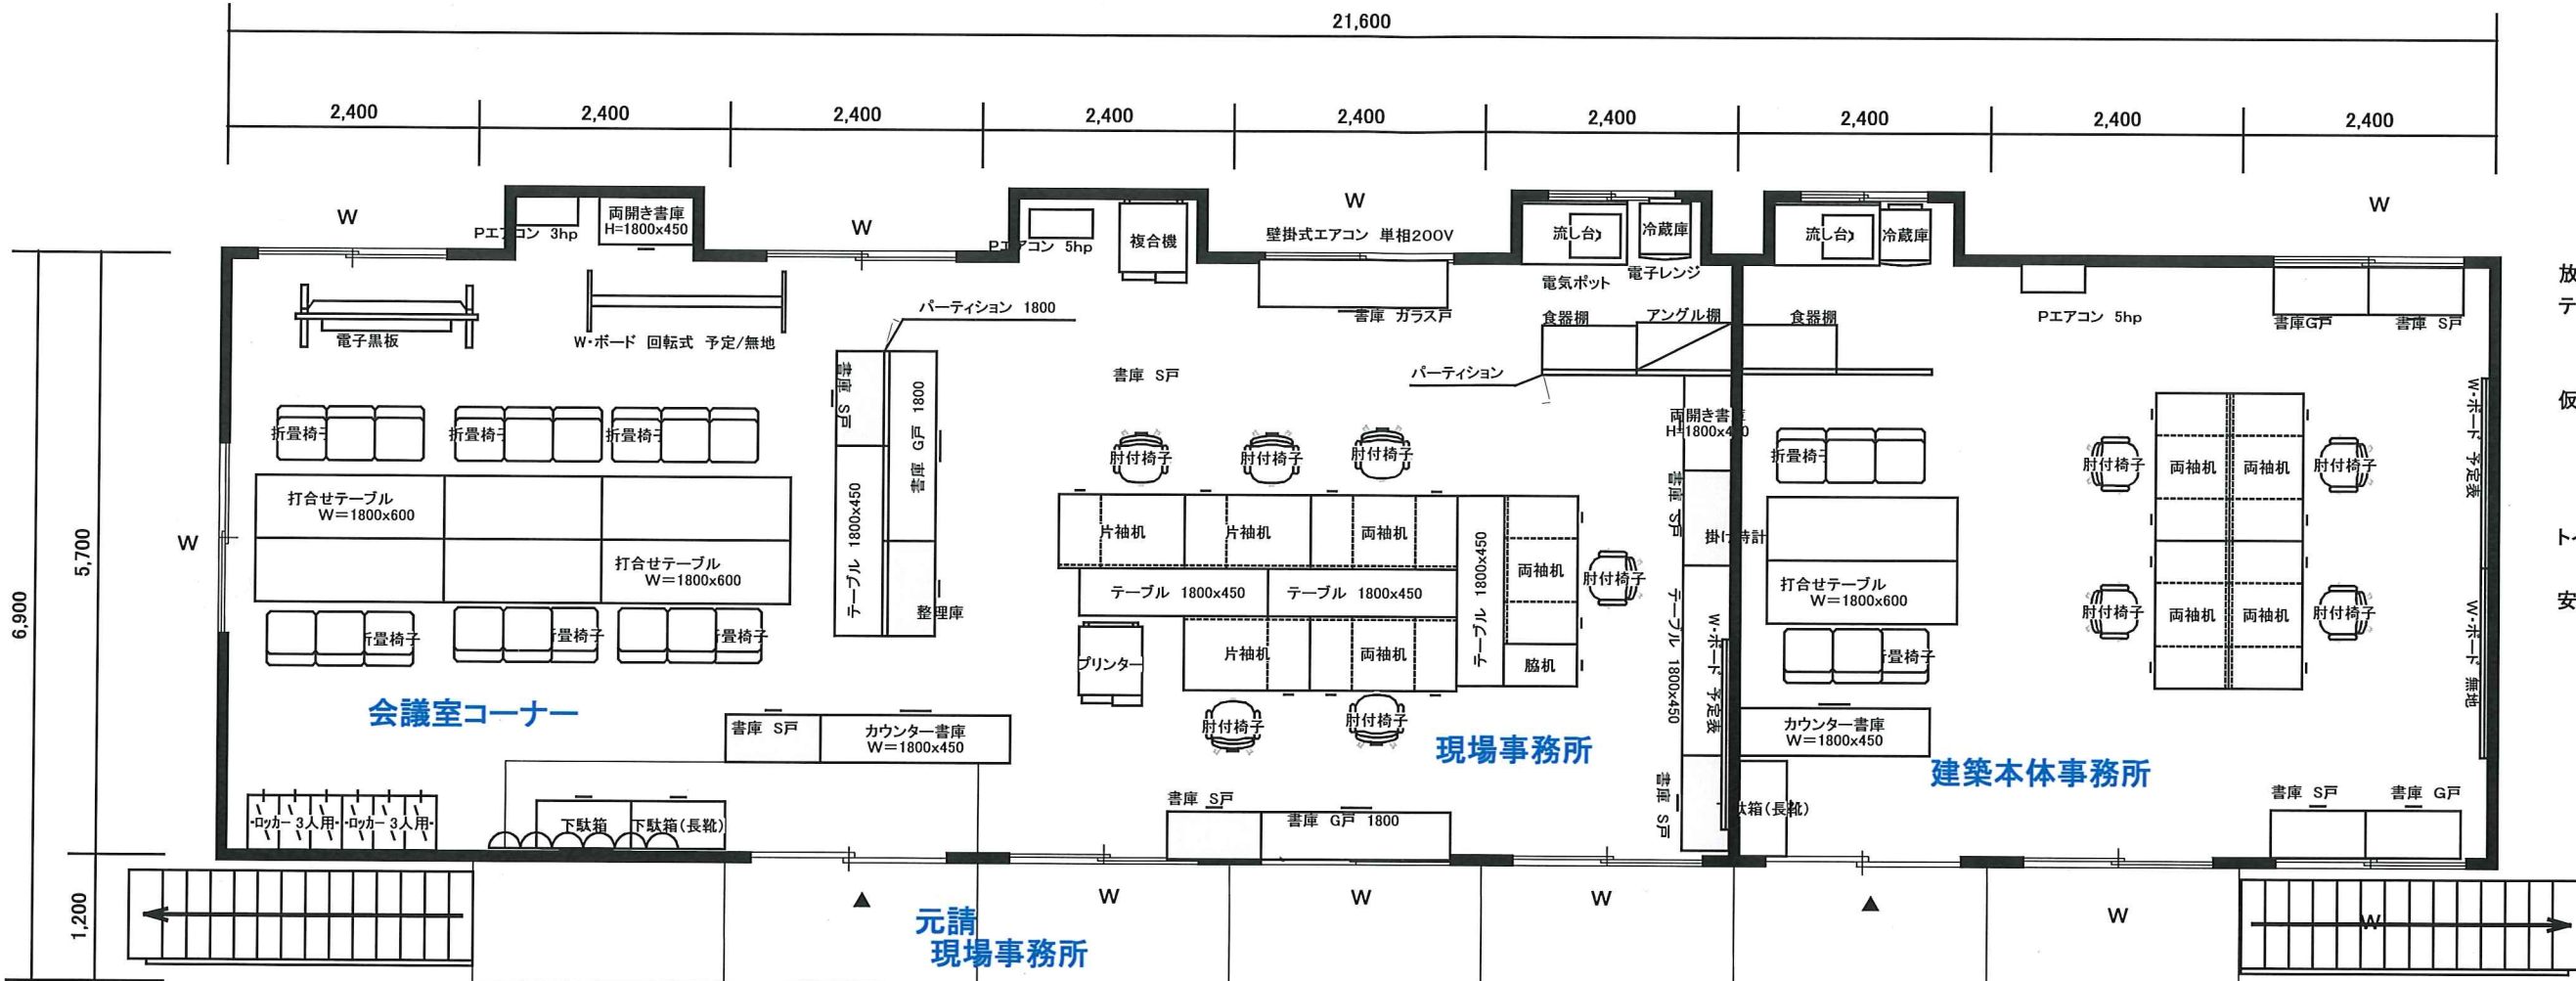 21,600
2,400
2,400
2,400
2,400
2,400
2,400
2,400
2,400
2,400
W
W
W
W
Pエアコン 3hp
両開き書庫
H=1800x450
Pエアコン 5hp
複合機
壁掛式エアコン 単相200V
流し台
冷蔵庫
流し台
冷蔵庫
電気ポット
電子レンジ
電子黒板
W・ボード 回転式 予定/無地
パーティション 1800
書庫 ガラス戸
食器棚
アングル棚
食器棚
Pエアコン 5hp
書庫G戸
書庫 S戸
放
テ
仮
ト
安
書庫 S戸
書庫 G戸 1800
書庫 S戸
パーティション
両開き書庫
H=1800x450
W・ボード 予定表
折畳椅子
折畳椅子
折畳椅子
肘付椅子
肘付椅子
肘付椅子
折畳椅子
肘付椅子
両袖机
両袖机
肘付椅子
6,900
5,700
W
打合せテーブル
W=1800x600
打合せテーブル
W=1800x600
テーブル 1800x450
整理庫
片袖机
片袖机
両袖机
テーブル 1800x450
テーブル 1800x450
テーブル 1800x450
両袖机
肘付椅子
書庫 S戸
掛け時計
打合せテーブル
W=1800x600
肘付椅子
両袖机
両袖机
肘付椅子
折畳椅子
折畳椅子
折畳椅子
プリンター
片袖机
両袖机
脇机
テーブル 1800x450
W・ボード 予定表
折畳椅子
W・ボード 無地
会議室コーナー
書庫 S戸
カウンター書庫
W=1800x450
肘付椅子
肘付椅子
現場事務所
カウンター書庫
W=1800x450
建築本体事務所
ロッカー 3人用
ロッカー 3人用
下駄箱
下駄箱(長靴)
書庫 S戸
書庫 G戸 1800
書庫 S戸
下駄箱(長靴)
書庫 S戸
書庫 G戸
1,200
元請
現場事務所
W
W
W
W
W